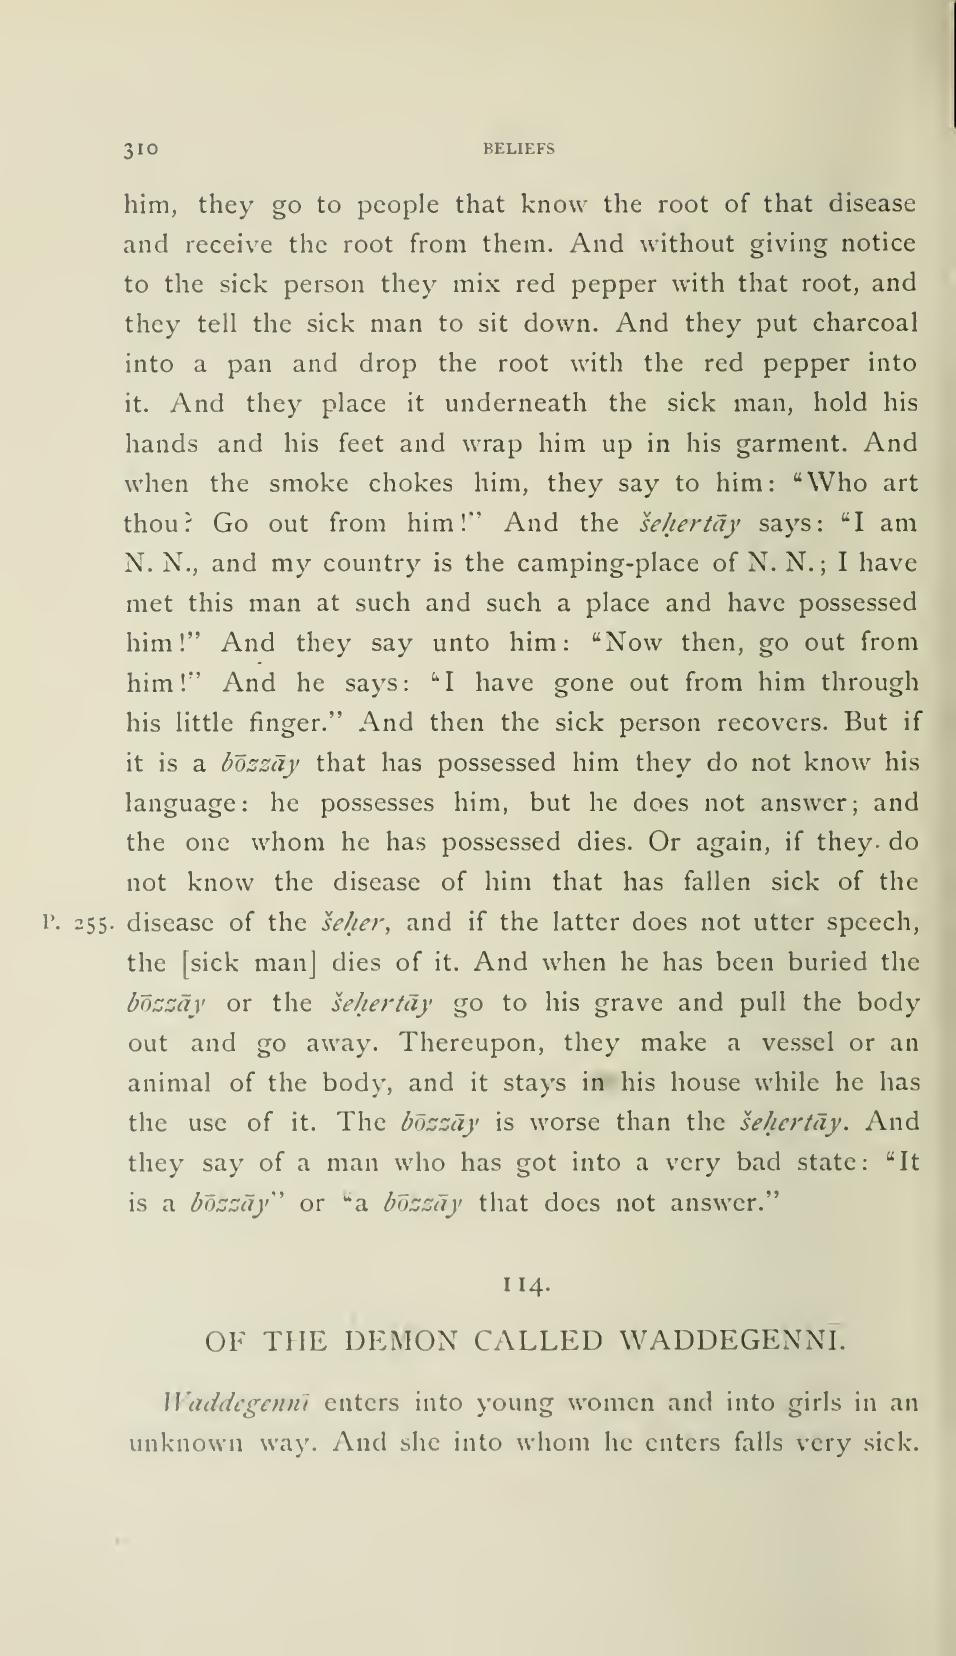 310 BELIEFS
him, they go to people that know the root of that disease
and receive the root from them. And without giving notice
to the sick person they mix red pepper with that root, and
they tell the sick man to sit down. And they put charcoal
into a pan and drop the root with the red pepper into
it. And they place it underneath the sick man, hold his
hands and his feet and wrap him up in his garment. And
when the smoke chokes him, they say to him: “Who art
thou? Go out from him!” And the šeḥertāy says: “I am
N. N., and my country is the camping-place of N. N.; I have
met this man at such and such a place and have possessed
him!” And they say unto him: “Now then, go out from
him!” And he says: “I have gone out from him through
his little finger.” And then the sick person recovers. But if
it is a bōzzāy that has possessed him they do not know his
language: he possesses him, but he does not answer; and
the one whom he has possessed dies. Or again, if they do
not know the disease of him that has fallen sick of the
P. 255. disease of the šeḥer, and if the latter does not utter speech,
the [sick man] dies of it. And when he has been buried the
bōzzāy or the šeḥertāy go to his grave and pull the body
out and go away. Thereupon, they make a vessel or an
animal of the body, and it stays in his house while he has
the use of it. The bōzzāy is worse than the šeḥertāy. And
they say of a man who has got into a very bad state: “It
is a bōzzāy” or “a bōzzāy that does not answer.”
114.
OF THE DEMON CALLED WADDEGENNĪ.
Waddegennī enters into young women and into girls in an
unknown way. And she into whom he enters falls very sick.